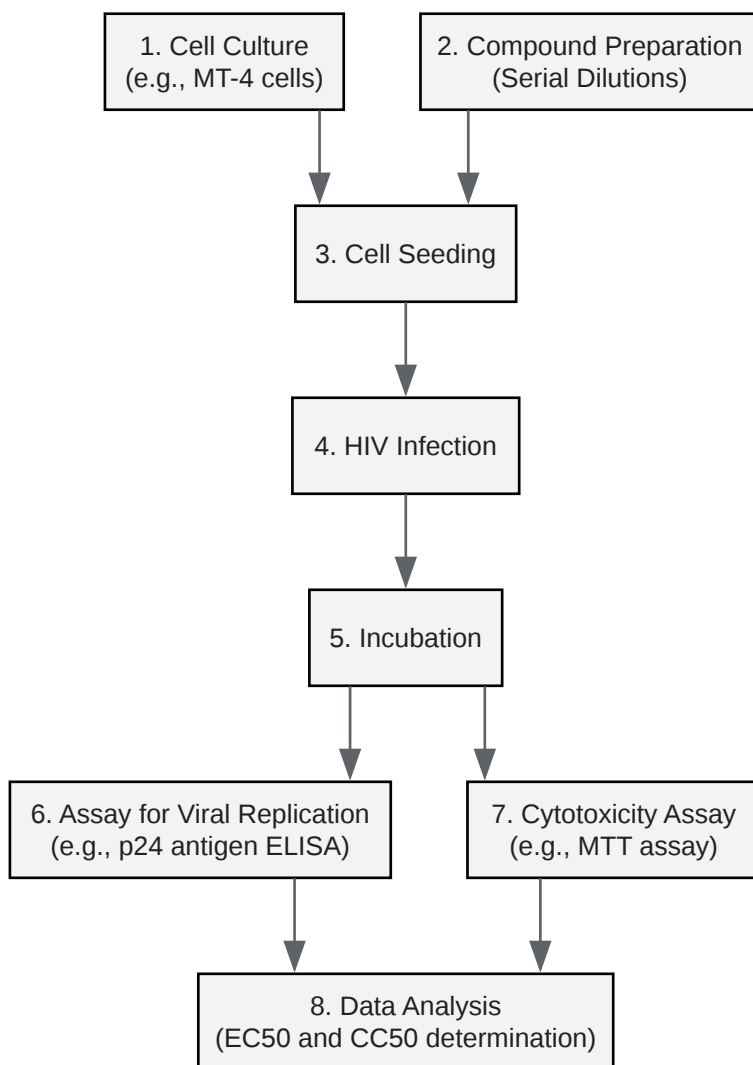 1. Cell Culture
(e.g., MT-4 cells)
2. Compound Preparation
(Serial Dilutions)
3. Cell Seeding
4. HIV Infection
5. Incubation
6. Assay for Viral Replication
(e.g., p24 antigen ELISA)
7. Cytotoxicity Assay
(e.g., MTT assay)
8. Data Analysis
(EC50 and CC50 determination)